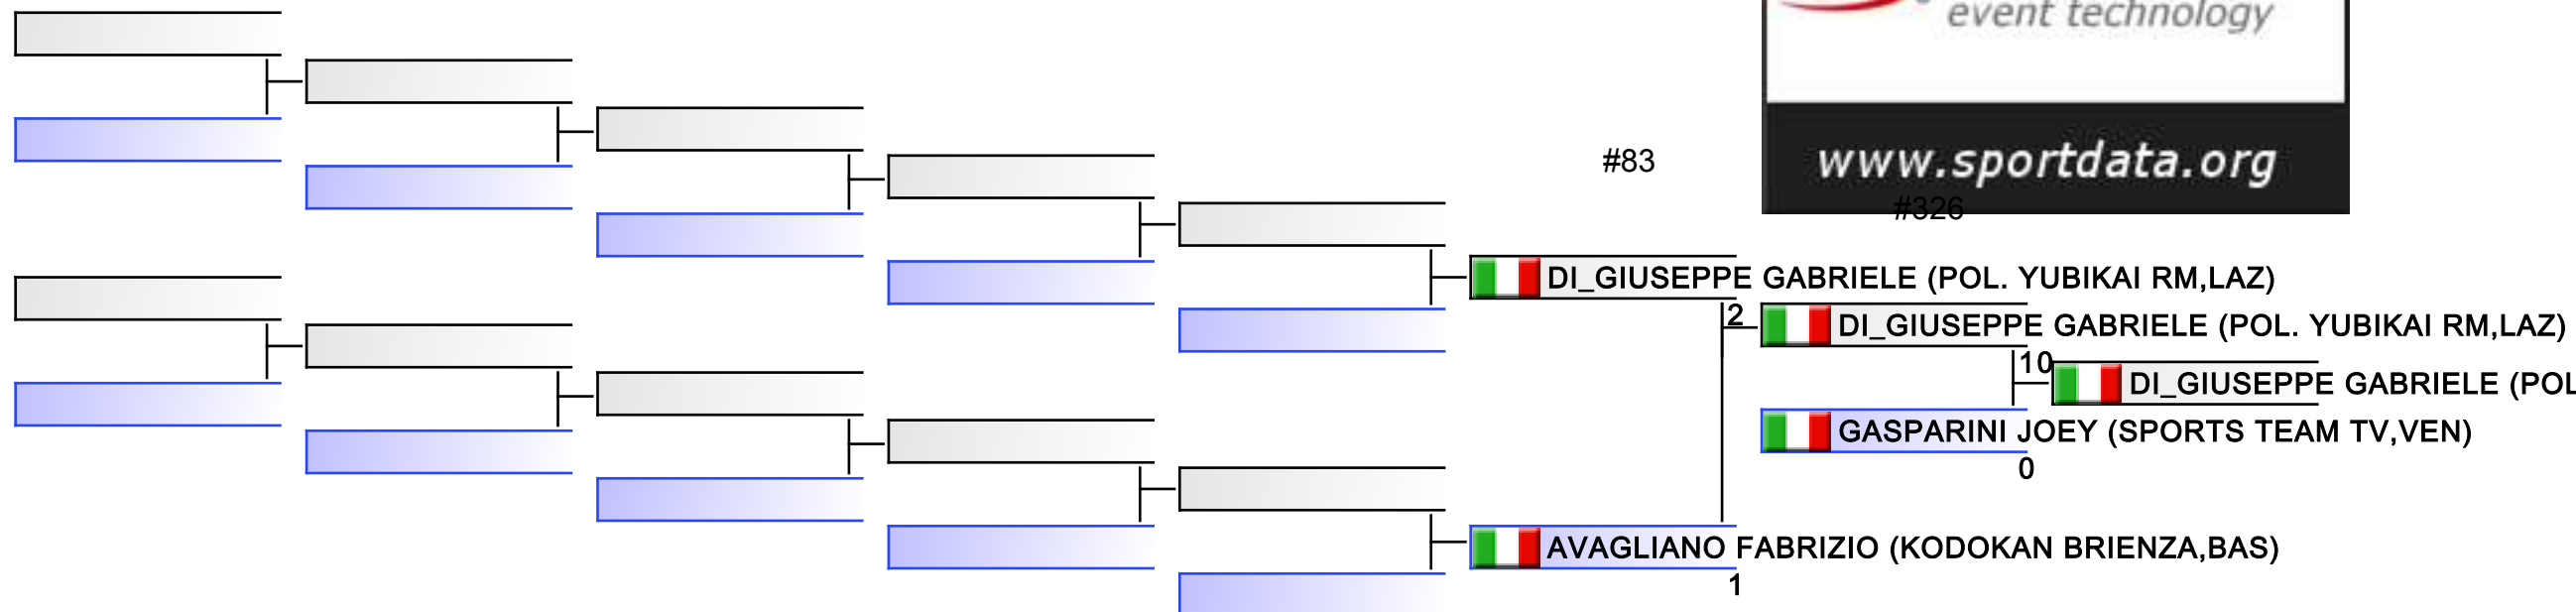 event technology
#83
www.sportdata.org
#326
DI_GIUSEPPE GABRIELE (POL. YUBIKAI RM,LAZ)
2
DI_GIUSEPPE GABRIELE (POL. YUBIKAI RM,LAZ)
10
DI_GIUSEPPE GABRIELE (POL
GASPARINI JOEY (SPORTS TEAM TV,VEN)
0
AVAGLIANO FABRIZIO (KODOKAN BRIENZA,BAS)
1